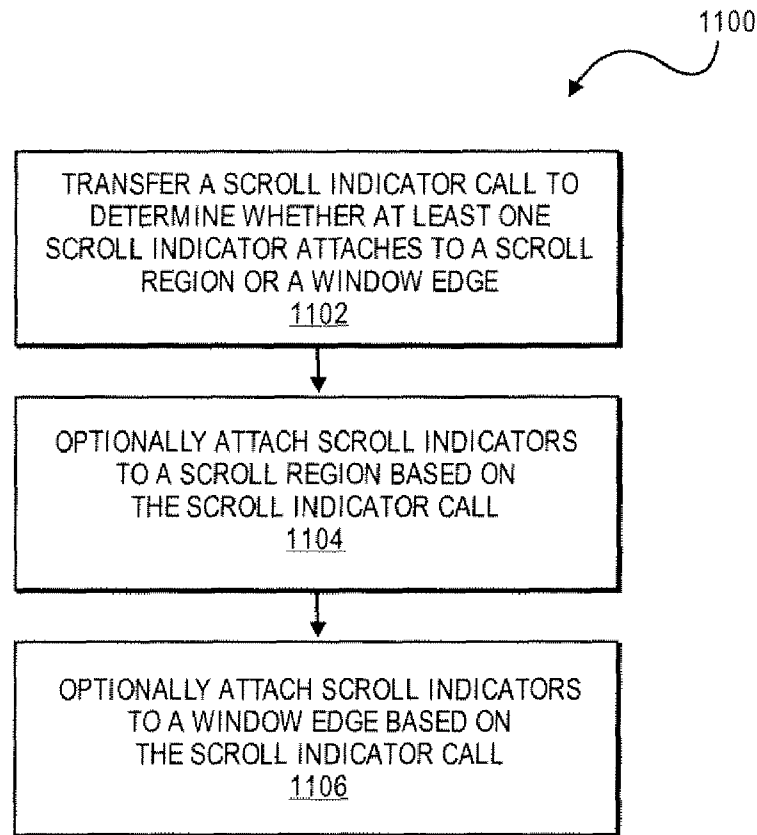 1100
TRANSFER A SCROLL INDICATOR CALL TO
DETERMINE WHETHER AT LEAST ONE
SCROLL INDICATOR ATTACHES TO A SCROLL
REGION OR A WINDOW EDGE
1102
OPTIONALLY ATTACH SCROLL INDICATORS
TO A SCROLL REGION BASED ON
THE SCROLL INDICATOR CALL
1104
OPTIONALLY ATTACH SCROLL INDICATORS
TO A WINDOW EDGE BASED ON
THE SCROLL INDICATOR CALL
1106